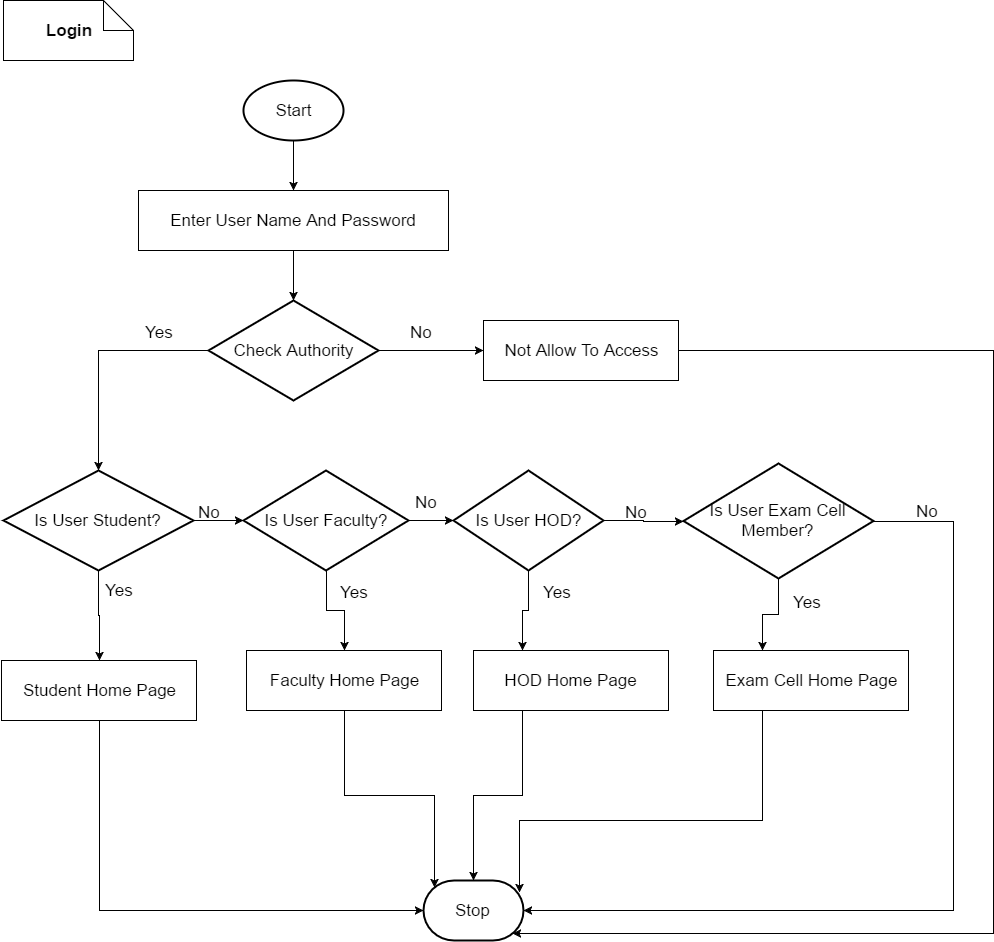 Login
Start
Enter User Name And Password
Yes
No
Check Authority
Not Allow To Access
Is User Student?
No
Is User Faculty?
No
Is User HOD?
No
Is User Exam Cell
Member?
No
Yes
Yes
Yes
Yes
Student Home Page
Faculty Home Page
HOD Home Page
Exam Cell Home Page
Stop